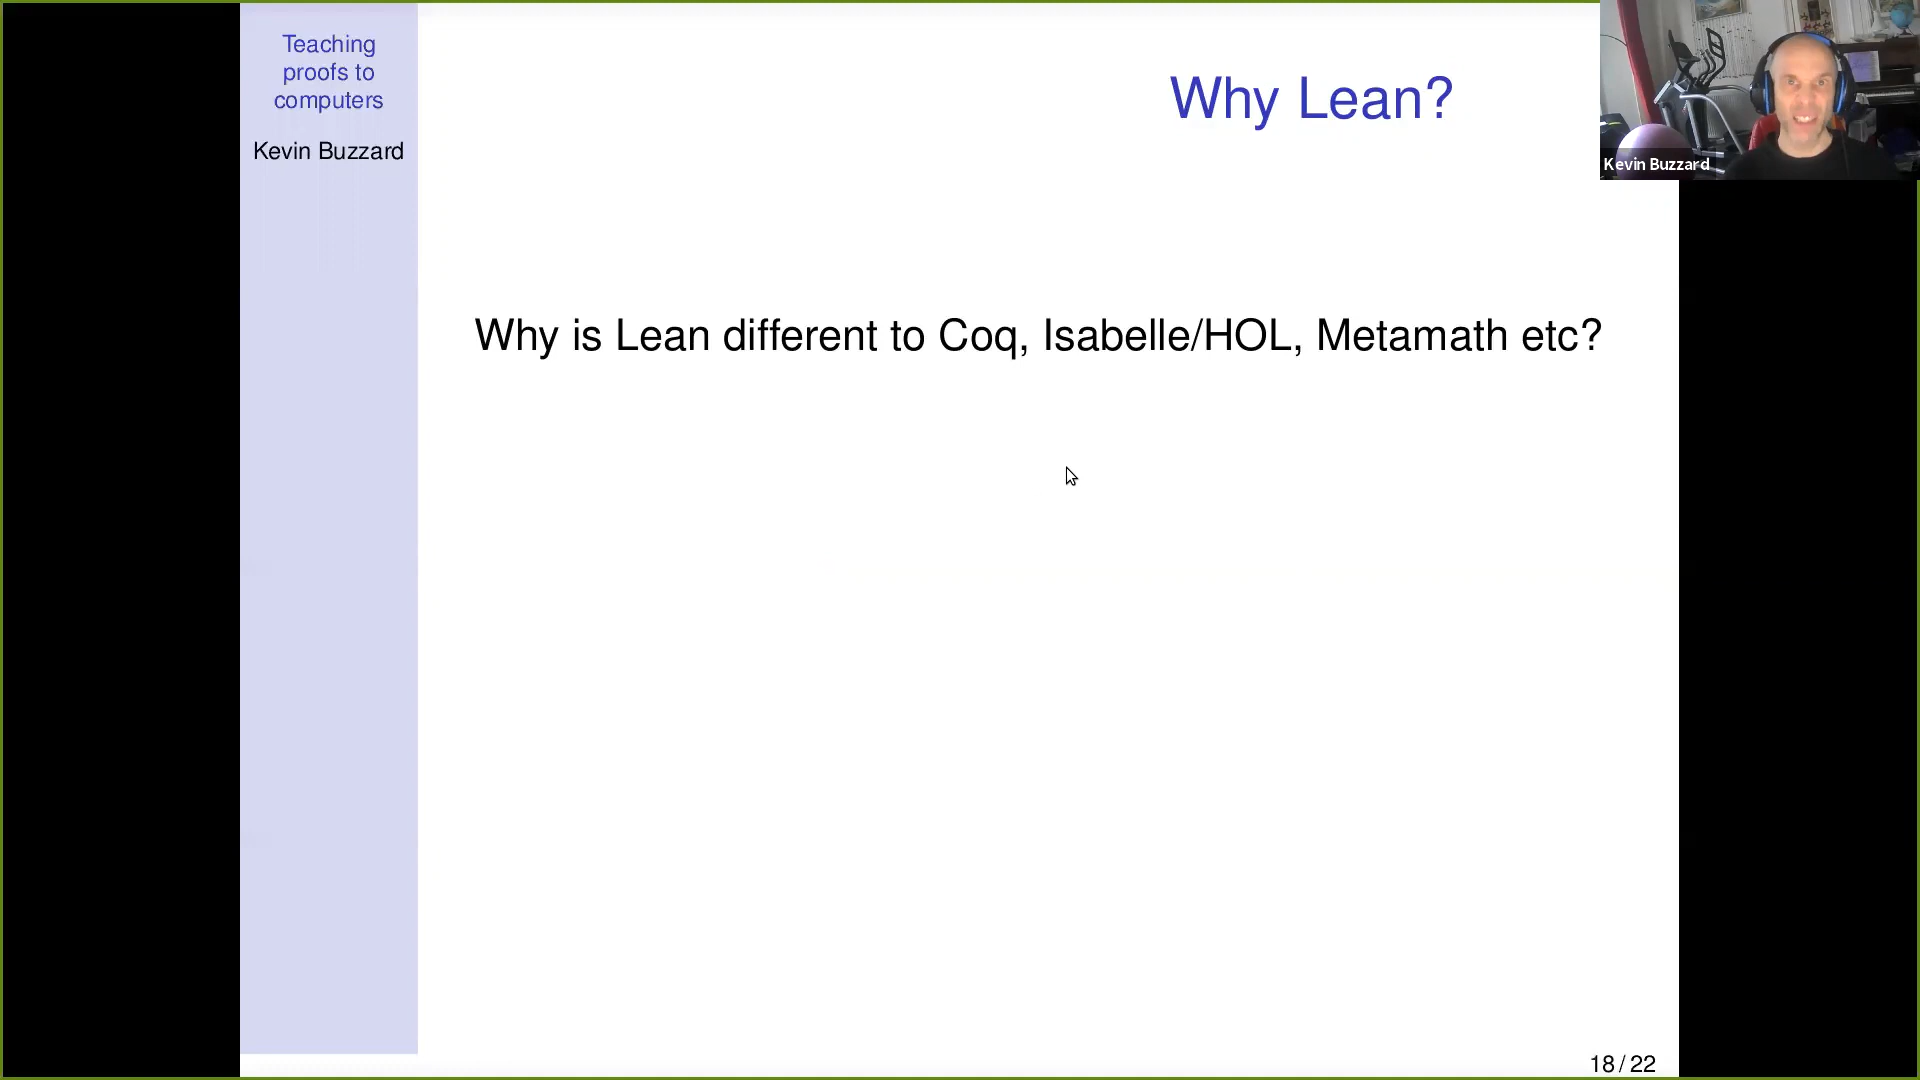 Teaching
proofs to
computers
Kevin Buzzard
Why Lean?
Kevin Buzzard
Why is Lean different to Coq, Isabelle/HOL, Metamath etc?
18 / 22